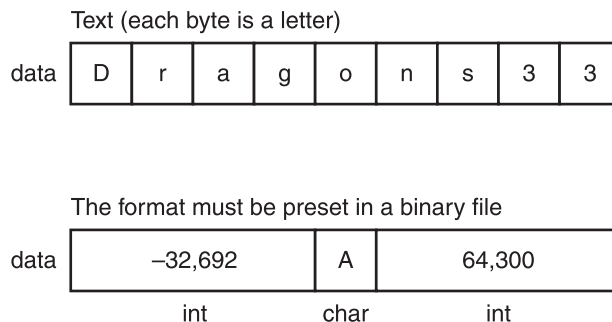 Text (each byte is a letter)
data D r a g o n s 3 3
The format must be preset in a binary file
data –32,692 A 64,300
int char int